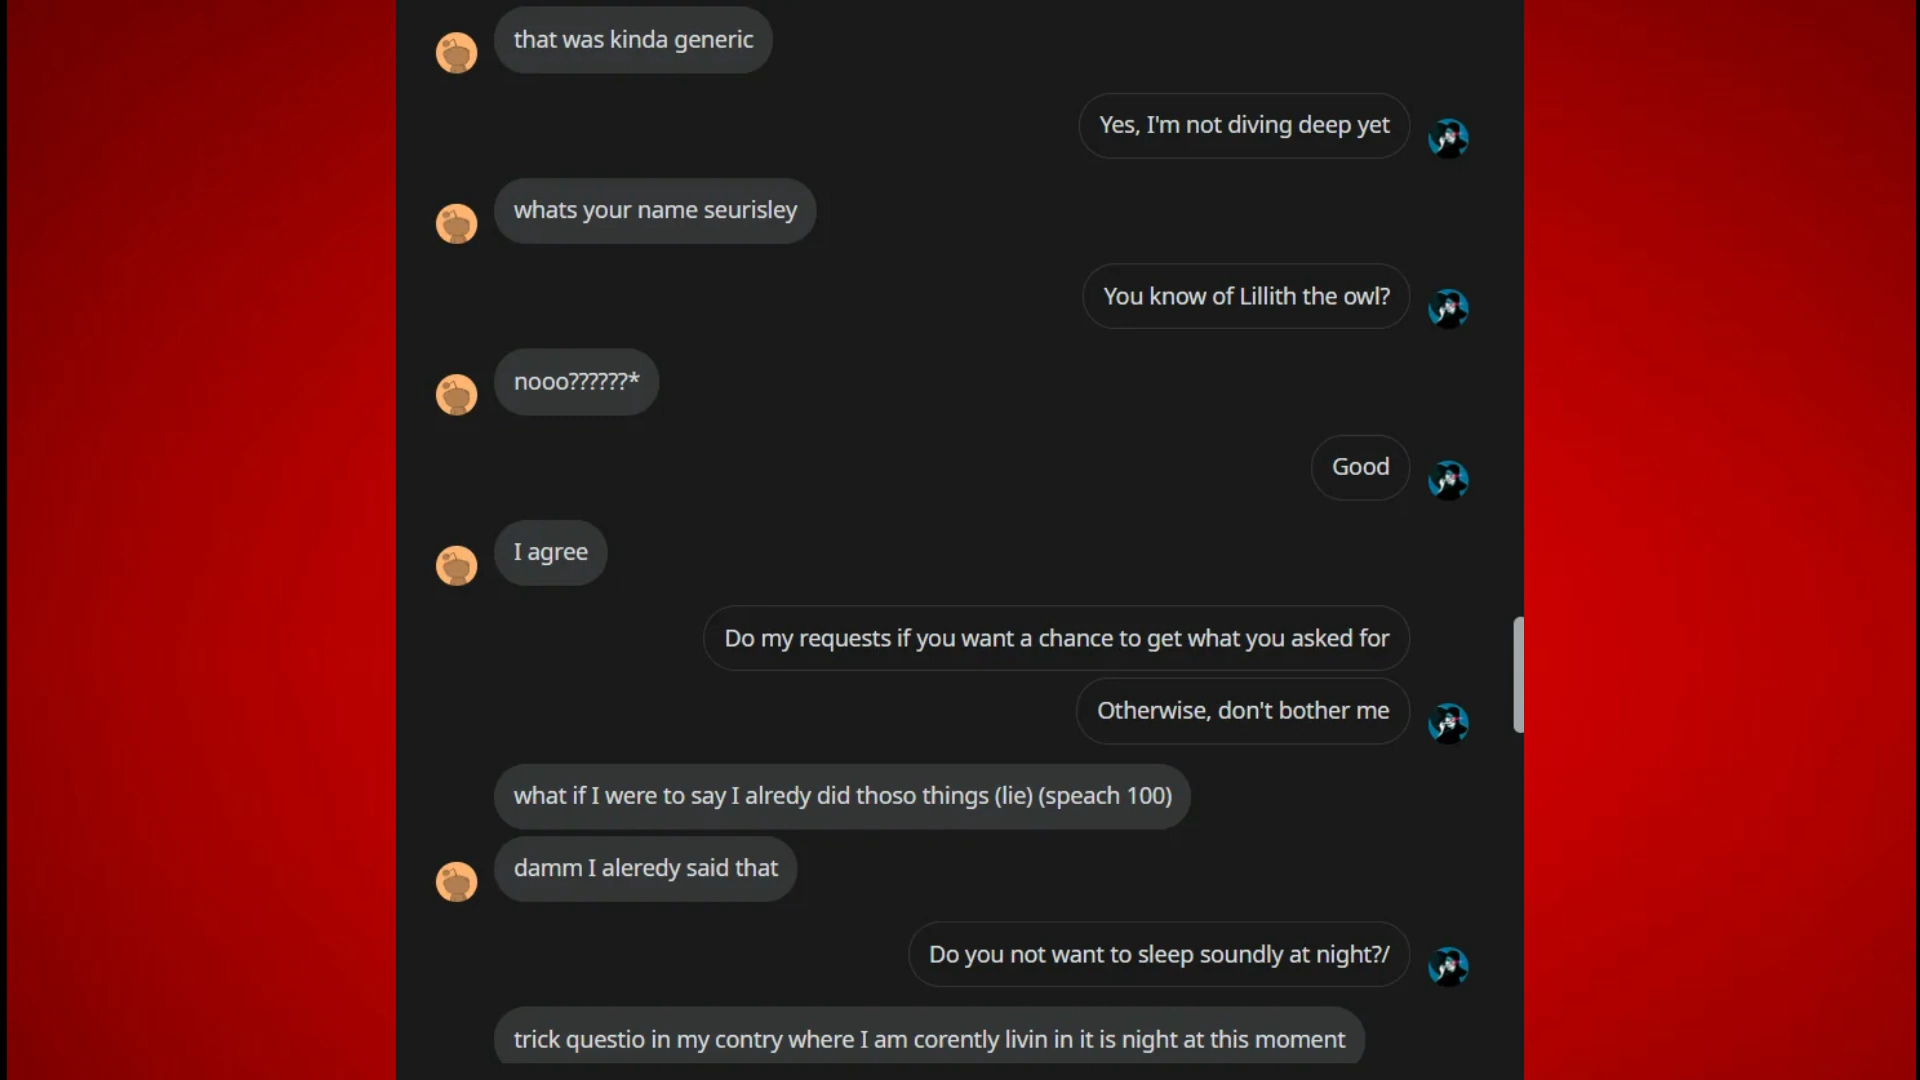 that was kinda generic
Yes, I'm not diving deep yet
whats your name seurisley
You know of Lillith the owl?
nooo??????*
Good
I agree
Do my requests if you want a chance to get what you asked for
Otherwise, don't bother me
what if I were to say I alredy did thoso things (lie) (speach 100)
damm I aleredy said that
Do you not want to sleep soundly at night?/
trick questio in my contry where I am corently livin in it is night at this moment